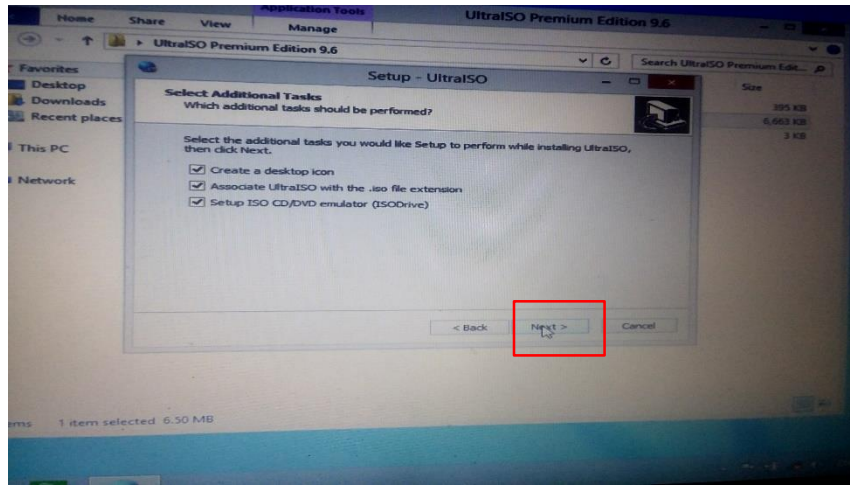 Application Tools
UltraISO Premium Edition 9.6
Home Share View Manage
UltraISO Premium Edition 9.6
Search UltraISO Premium Edit...
Favorites
Desktop
Downloads
Recent places
This PC
Network
Size
395 KB
6,663 KB
3 KB
Setup - UltraISO
Select Additional Tasks
Which additional tasks should be performed?
Select the additional tasks you would like Setup to perform while installing UltraISO,
then click Next.
Create a desktop icon
Associate UltraISO with the .iso file extension
Setup ISO CD/DVD emulator (ISODrive)
< Back Next > Cancel
ems 1 item selected 6.50 MB